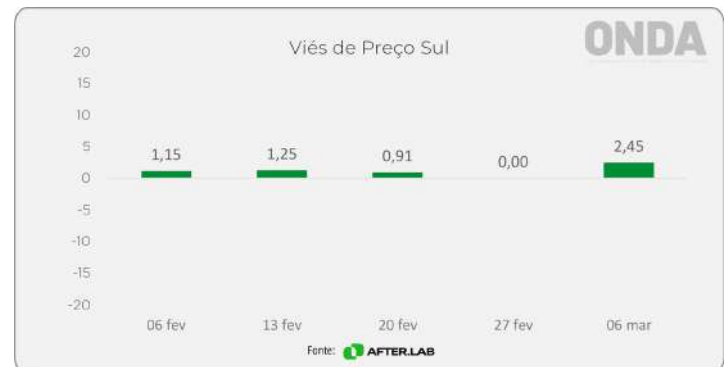 Viés de Preço Sul
ONDA
20
15
10
5
0
-5
-10
-15
-20
1,15
1,25
0,91
0,00
2,45
06 fev
13 fev
20 fev
27 fev
06 mar
Fonte: AFTER.LAB